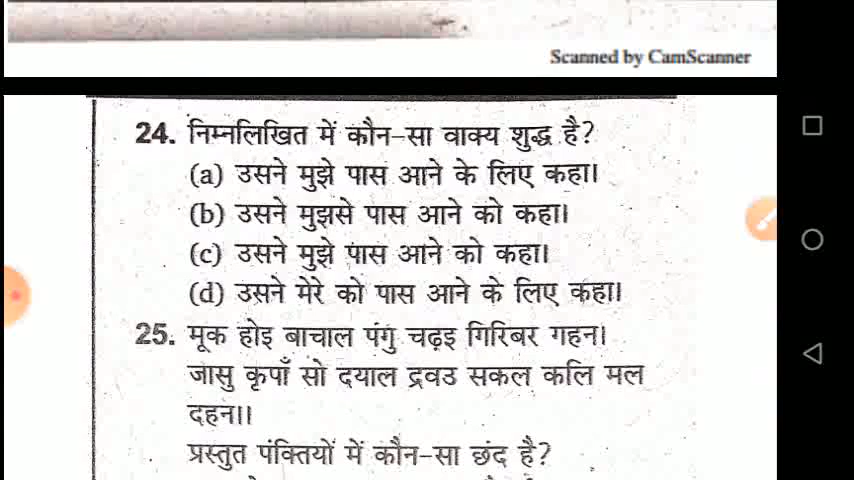 Scanned by CamScanner
24. निम्नलिखित में कौन-सा वाक्य शुद्ध है?
(a) उसने मुझे पास आने के लिए कहा।
(b) उसने मुझसे पास आने को कहा।
(c) उसने मुझे पास आने को कहा।
(d) उसने मेरे को पास आने के लिए कहा।
25. मूक होइ बाचाल पंगु चढ़इ गिरिबर गहन।
जासु कृपाँ सो दयाल द्रवउ सकल कलि मल
दहन।।
प्रस्तुत पंक्तियों में कौन-सा छंद है?